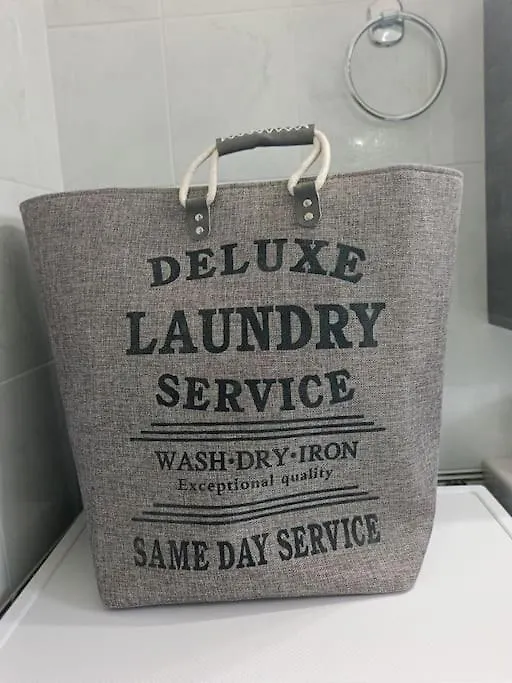 DELUXE
LAUNDRY
SERVICE
WASH·DRY·IRON
Exceptional quality
SAME DAY SERVICE